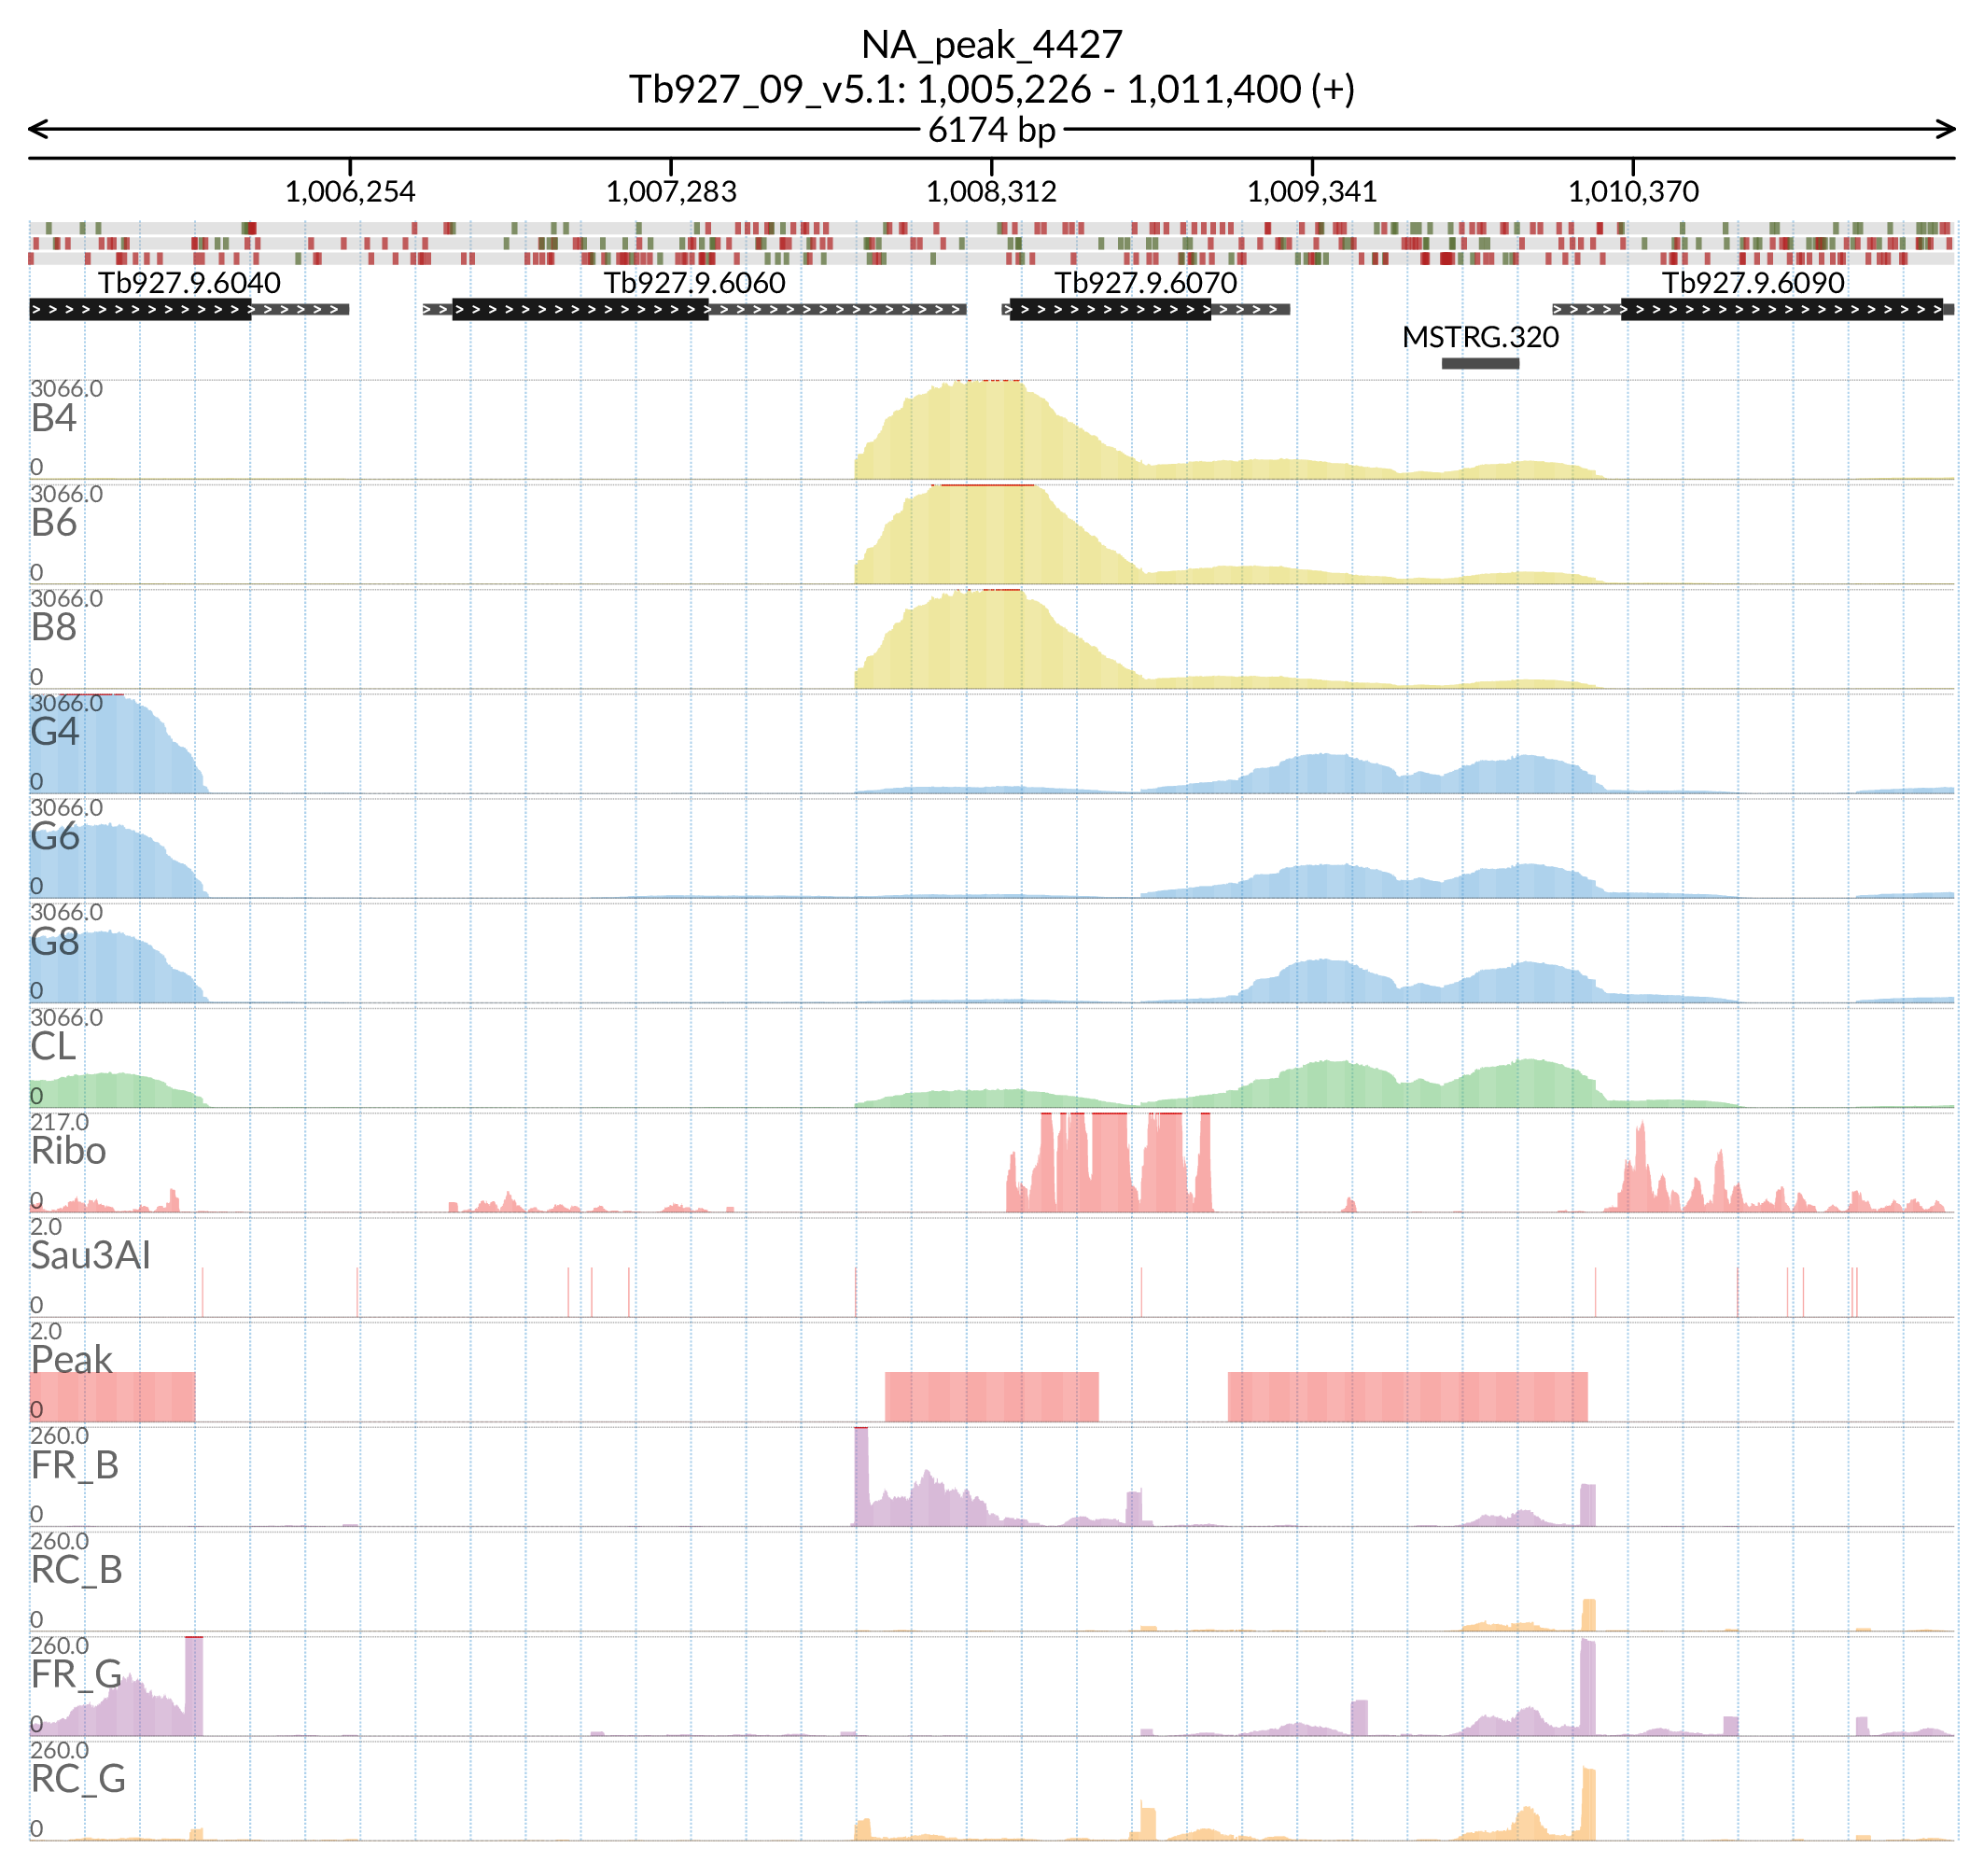 NA_peak_4427
Tb927_09_v5.1: 1,005,226 - 1,011,400 (+)
6174 bp
1,006,254 1,007,283 1,008,312 1,009,341 1,010,370
Tb927.9.6040 Tb927.9.6060 Tb927.9.6070 Tb927.9.6090
MSTRG.320
3066.0
B4
0
3066.0
B6
0
3066.0
B8
0
3066.0
G4
0
3066.0
G6
0
3066.0
G8
0
3066.0
CL
0
217.0
Ribo
0
2.0
Sau3AI
0
2.0
Peak
0
260.0
FR_B
0
260.0
RC_B
0
260.0
FR_G
0
260.0
RC_G
0